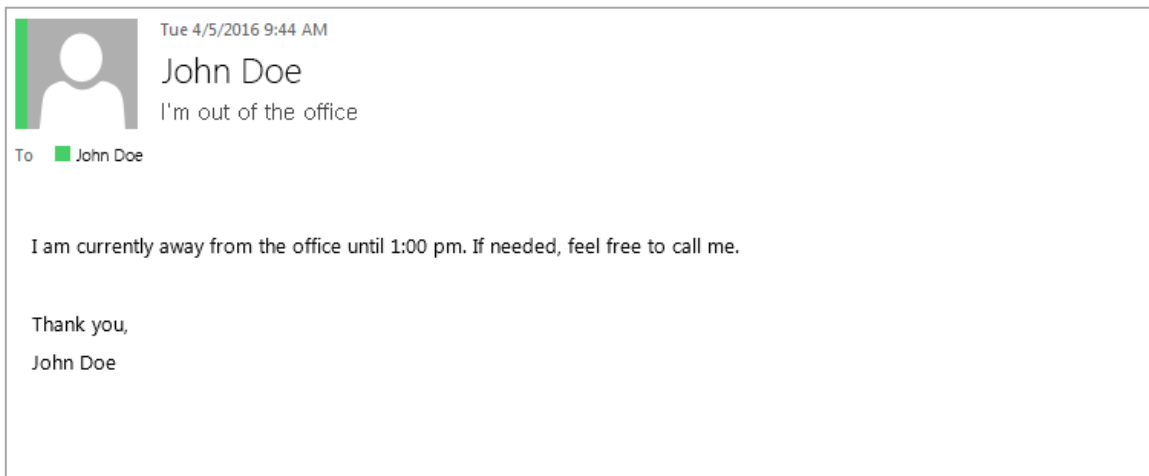 Tue 4/5/2016 9:44 AM
John Doe
I'm out of the office
To John Doe
I am currently away from the office until 1:00 pm. If needed, feel free to call me.
Thank you,
John Doe